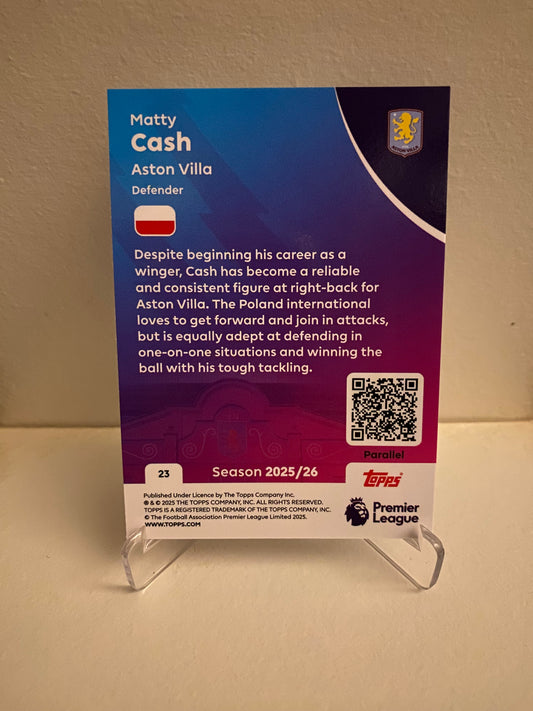 Matty
Cash
Aston Villa
Defender
ASTON VILLA
Despite beginning his career as a
winger, Cash has become a reliable
and consistent figure at right-back for
Aston Villa. The Poland international
loves to get forward and join in attacks,
but is equally adept at defending in
one-on-one situations and winning the
ball with his tough tackling.
Parallel
23
Season 2025/26
Topps
Published Under Licence by The Topps Company Inc.
® & © 2025 THE TOPPS COMPANY, INC. ALL RIGHTS RESERVED.
TOPPS IS A REGISTERED TRADEMARK OF THE TOPPS COMPANY, INC.
© The Football Association Premier League Limited 2025.
WWW.TOPPS.COM
Premier
League